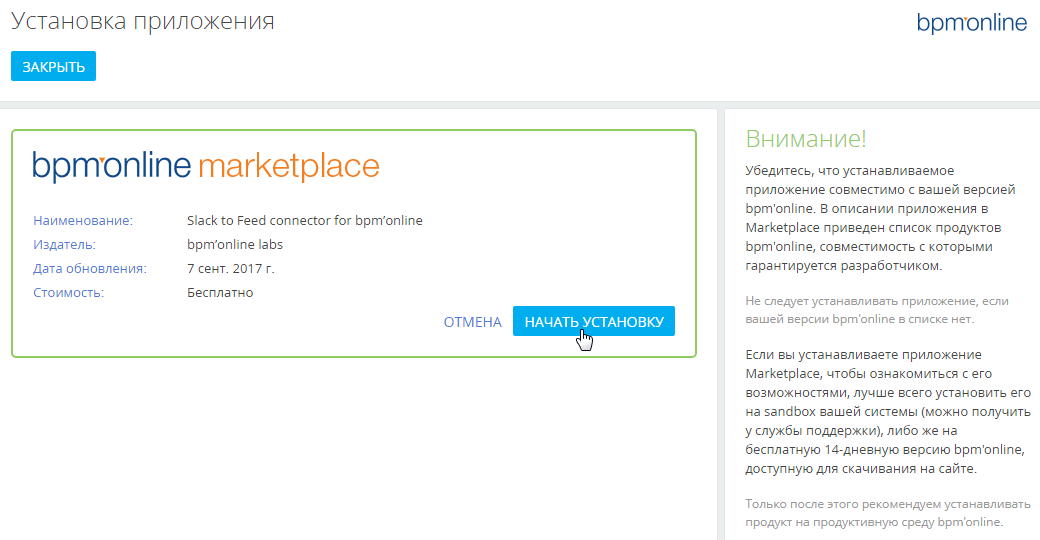 Установка приложения
bpm'online
ЗАКРЫТЬ
bpm'online marketplace
Наименование: Slack to Feed connector for bpm’online
Издатель: bpm’online labs
Дата обновления: 7 сент. 2017 г.
Стоимость: Бесплатно
ОТМЕНА НАЧАТЬ УСТАНОВКУ
Внимание!
Убедитесь, что устанавливаемое
приложение совместимо с вашей версией
bpm'online. В описании приложения в
Marketplace приведен список продуктов
bpm'online, совместимость с которыми
гарантируется разработчиком.
Не следует устанавливать приложение, если
вашей версии bpm'online в списке нет.
Если вы устанавливаете приложение
Marketplace, чтобы ознакомиться с его
возможностями, лучше всего установить его
на sandbox вашей системы (можно получить
у службы поддержки), либо же на
бесплатную 14-дневную версию bpm'online,
доступную для скачивания на сайте.
Только после этого рекомендуем устанавливать
продукт на продуктивную среду bpm'online.